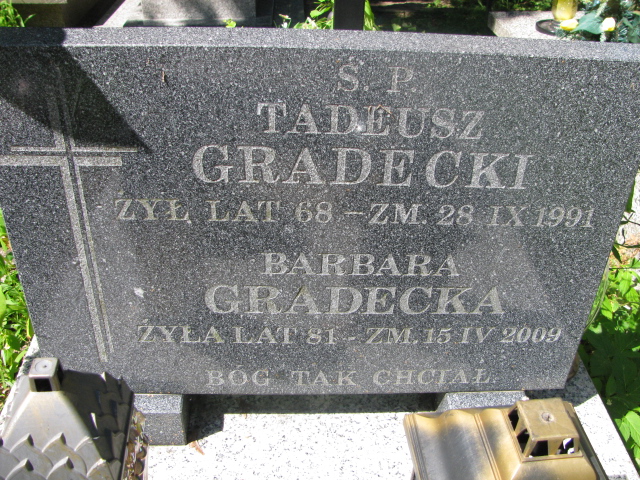 Ś. P.
TADEUSZ
GRADECKI
ŻYŁ LAT 68 – ZM. 28 IX 1991
BARBARA
GRADECKA
ŻYŁA LAT 81 – ZM. 15 IV 2009
BÓG TAK CHCIAŁ